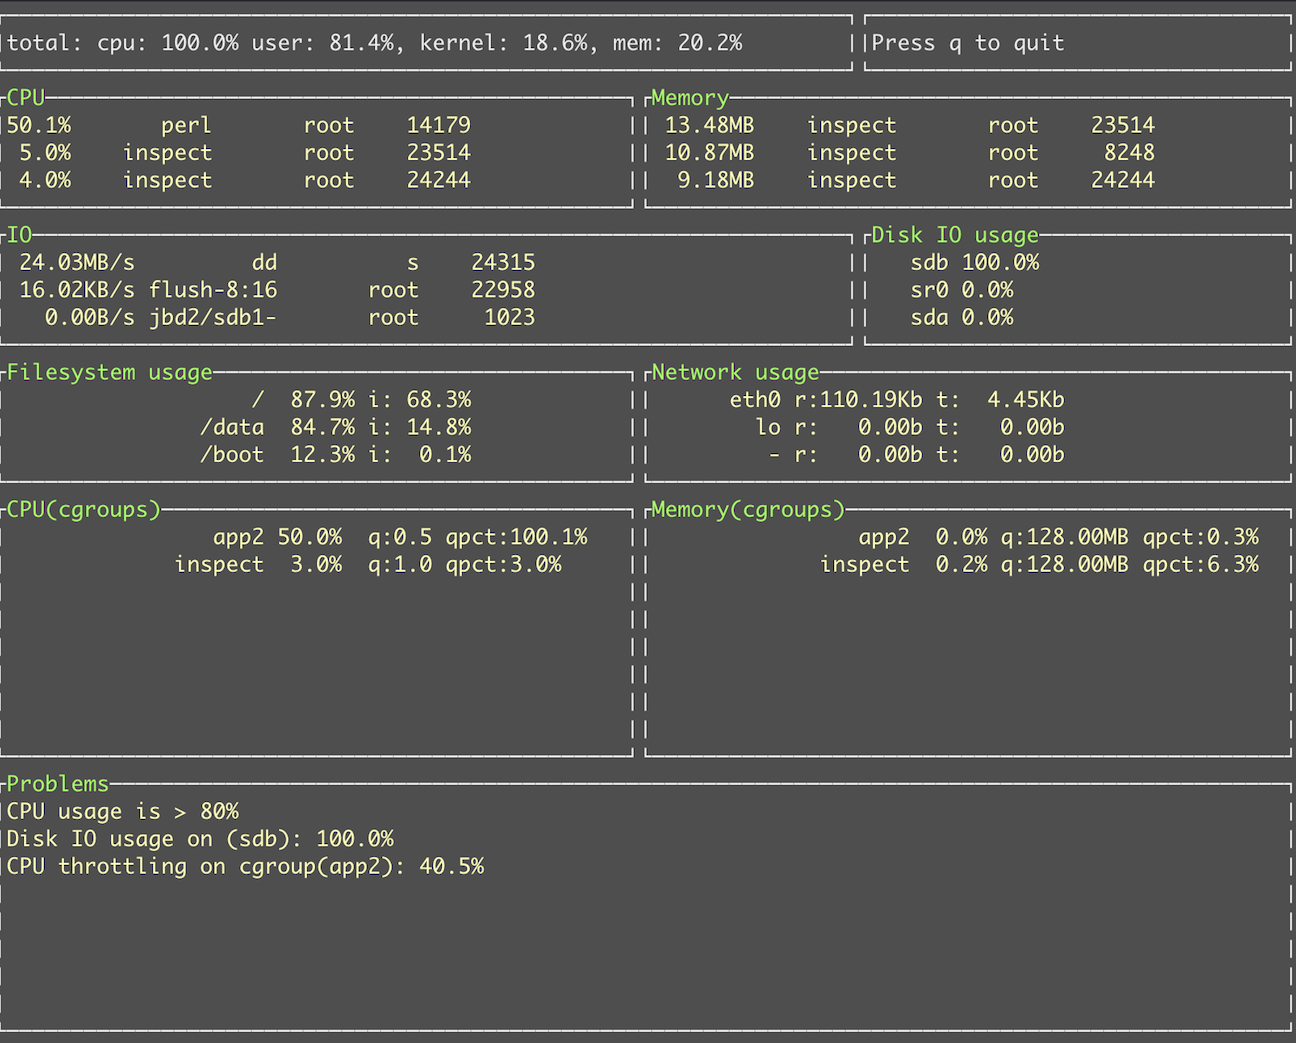 total: cpu: 100.0% user: 81.4%, kernel: 18.6%, mem: 20.2%
Press q to quit
CPU
50.1% perl root 14179
5.0% inspect root 23514
4.0% inspect root 24244
Memory
13.48MB inspect root 23514
10.87MB inspect root 8248
9.18MB inspect root 24244
IO
24.03MB/s dd s 24315
16.02KB/s flush-8:16 root 22958
0.00B/s jbd2/sdb1- root 1023
Disk IO usage
sdb 100.0%
sr0 0.0%
sda 0.0%
Filesystem usage
/ 87.9% i: 68.3%
/data 84.7% i: 14.8%
/boot 12.3% i: 0.1%
Network usage
eth0 r:110.19Kb t: 4.45Kb
lo r: 0.00b t: 0.00b
- r: 0.00b t: 0.00b
CPU(cgroups)
app2 50.0% q:0.5 qpct:100.1%
inspect 3.0% q:1.0 qpct:3.0%
Memory(cgroups)
app2 0.0% q:128.00MB qpct:0.3%
inspect 0.2% q:128.00MB qpct:6.3%
Problems
CPU usage is > 80%
Disk IO usage on (sdb): 100.0%
CPU throttling on cgroup(app2): 40.5%